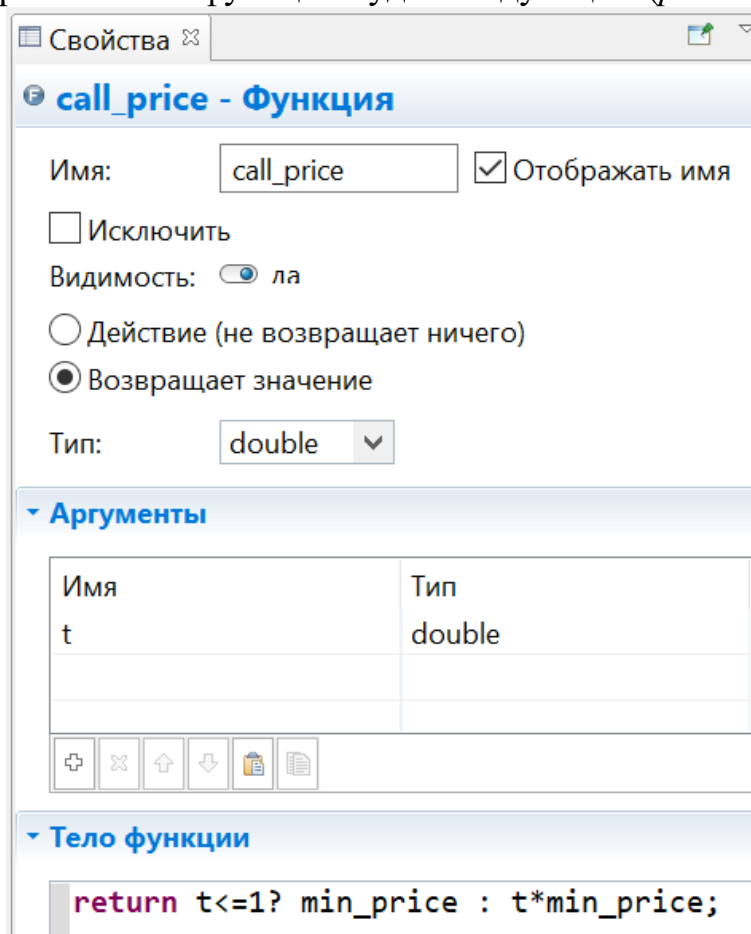 Свойства
call_price - Функция
Имя: call_price Отображать имя
Исключить
Видимость: да
Действие (не возвращает ничего)
Возвращает значение
Тип: double
Аргументы
Имя Тип
t double
Тело функции
return t<=1? min_price : t*min_price;